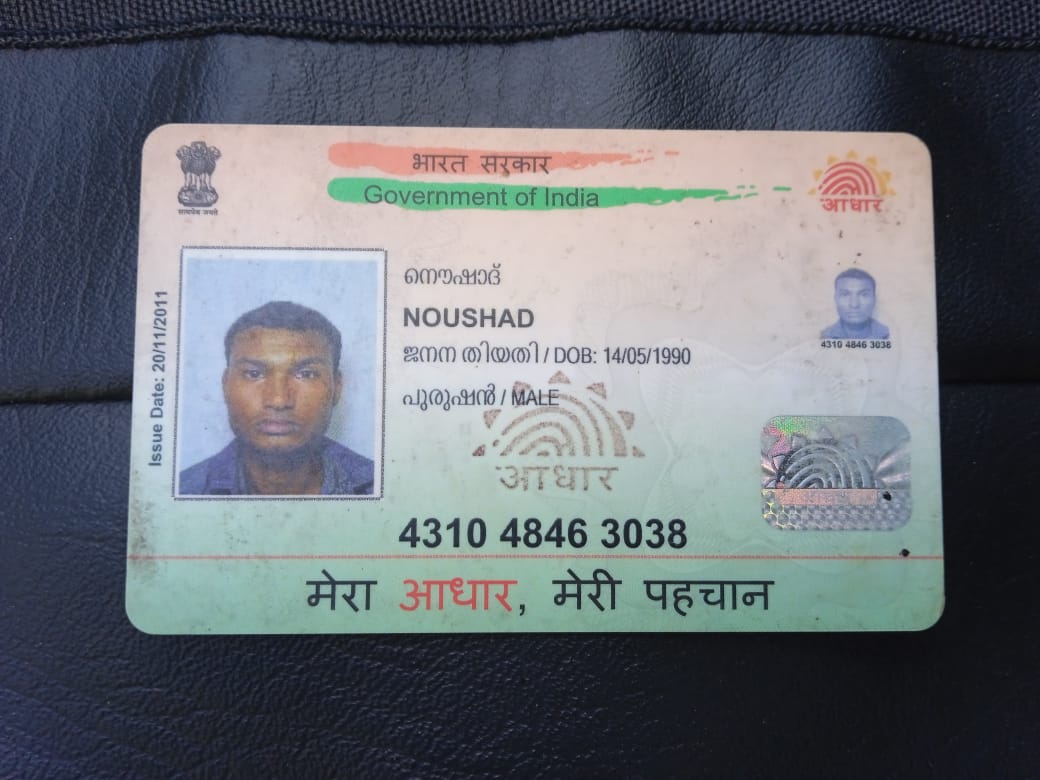 भारत सरकार
Government of India
सत्यमेव जयते
आधार
Issue Date: 20/11/2011
നൌഷാദ്
NOUSHAD
ജനന തിയതി / DOB: 14/05/1990
പുരുഷൻ / MALE
4310 4846 3038
आधार
4310 4846 3038
मेरा आधार, मेरी पहचान